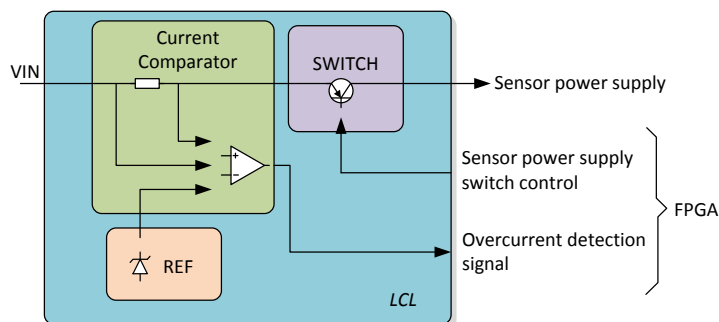 Current
Comparator
SWITCH
VIN
Sensor power supply
+
−
Sensor power supply
switch control
FPGA
Overcurrent detection
signal
REF
LCL